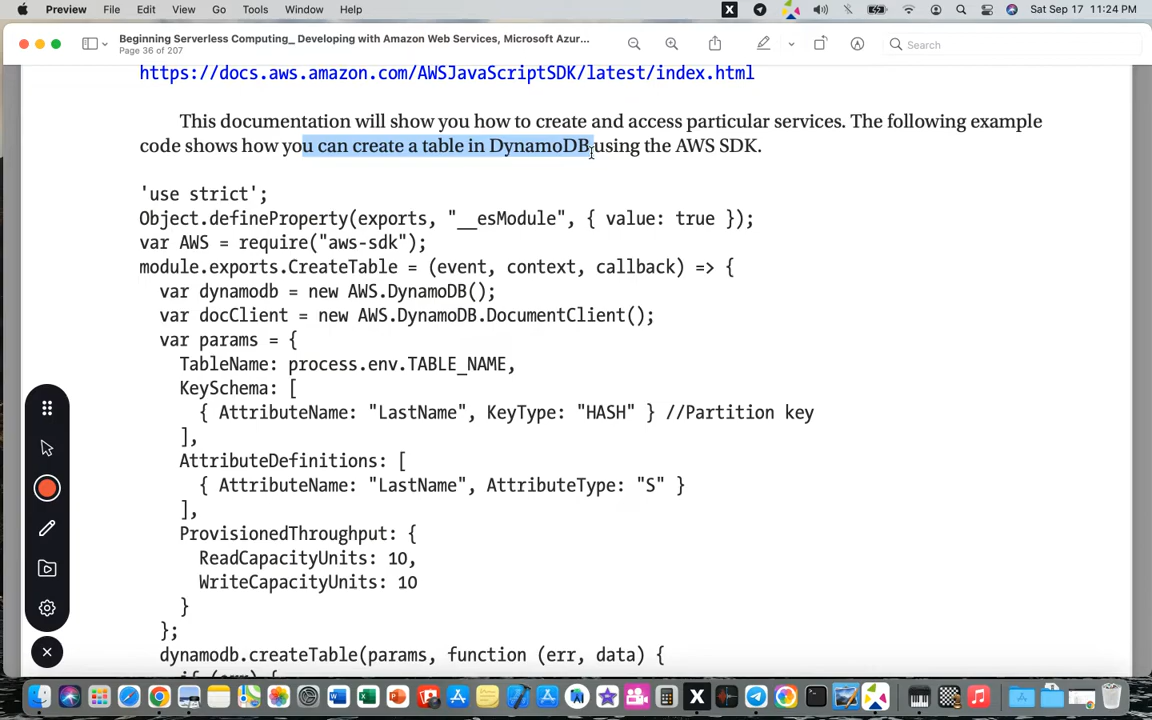 Preview File Edit View Go Tools Window Help X Sat Sep 17 11:24 PM
Beginning Serverless Computing_ Developing with Amazon Web Services, Microsoft Azur...
Page 36 of 207
Search
https://docs.aws.amazon.com/AWSJavaScriptSDK/latest/index.html
This documentation will show you how to create and access particular services. The following example
code shows how you can create a table in DynamoDB using the AWS SDK.
'use strict';
Object.defineProperty(exports, "__esModule", { value: true });
var AWS = require("aws-sdk");
module.exports.CreateTable = (event, context, callback) => {
var dynamodb = new AWS.DynamoDB();
var docClient = new AWS.DynamoDB.DocumentClient();
var params = {
TableName: process.env.TABLE_NAME,
KeySchema: [
{ AttributeName: "LastName", KeyType: "HASH" } //Partition key
],
AttributeDefinitions: [
{ AttributeName: "LastName", AttributeType: "S" }
],
ProvisionedThroughput: {
ReadCapacityUnits: 10,
WriteCapacityUnits: 10
}
};
dynamodb.createTable(params, function (err, data) {